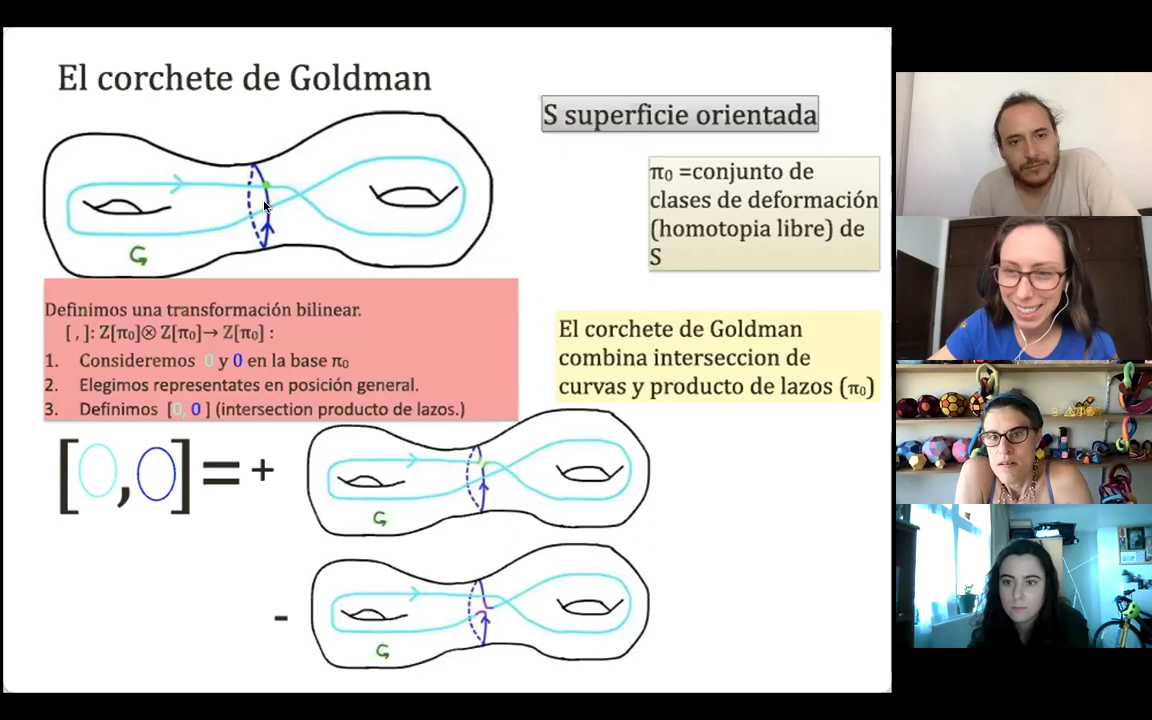 El corchete de Goldman
S superficie orientada
π₀ =conjunto de
clases de deformación
(homotopia libre) de
S
Definimos una transformación bilinear.
[ , ]: Z[π₀]⊗ Z[π₀]→ Z[π₀] :
1. Consideremos 0 y 0 en la base π₀
2. Elegimos representates en posición general.
3. Definimos [0, 0 ] (intersection producto de lazos.)
El corchete de Goldman
combina interseccion de
curvas y producto de lazos (π₀)
[0,0]=+
-